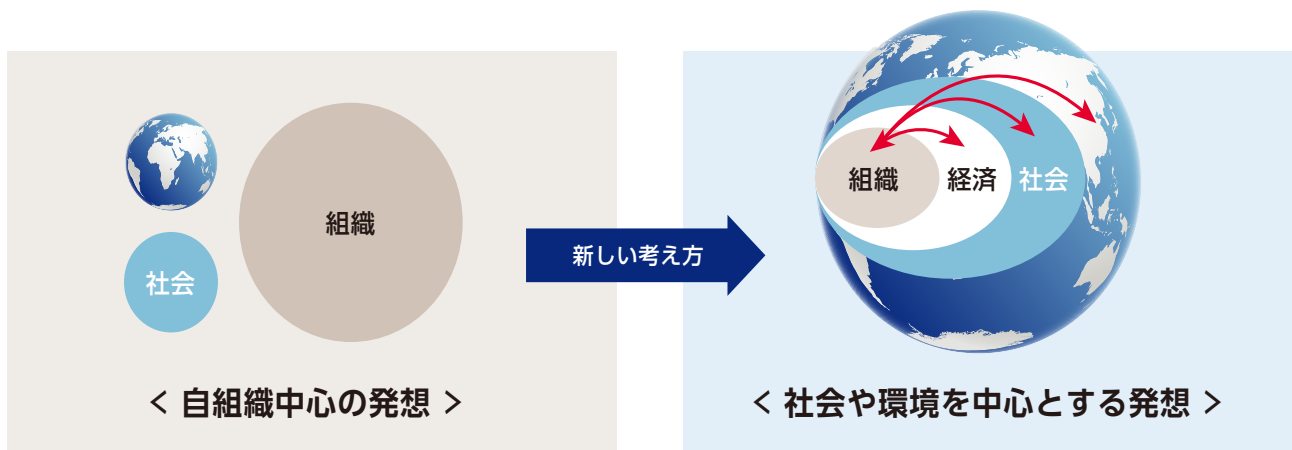 組織
社会
< 自組織中心の発想 >
新しい考え方
組織 経済 社会
< 社会や環境を中心とする発想 >